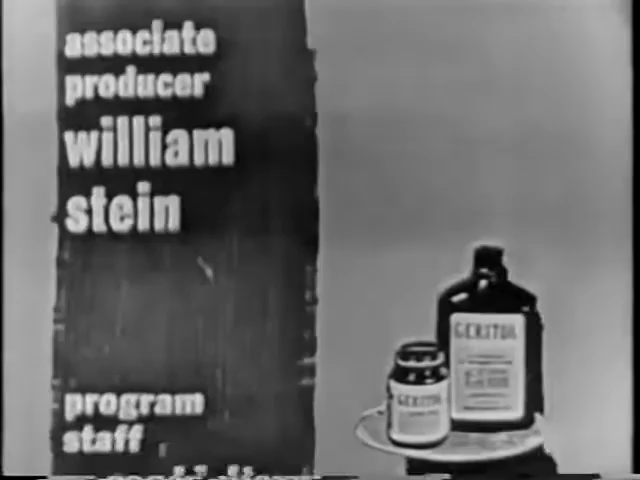 associate
producer
william
stein
program
staff
GERITOL
GERITOL